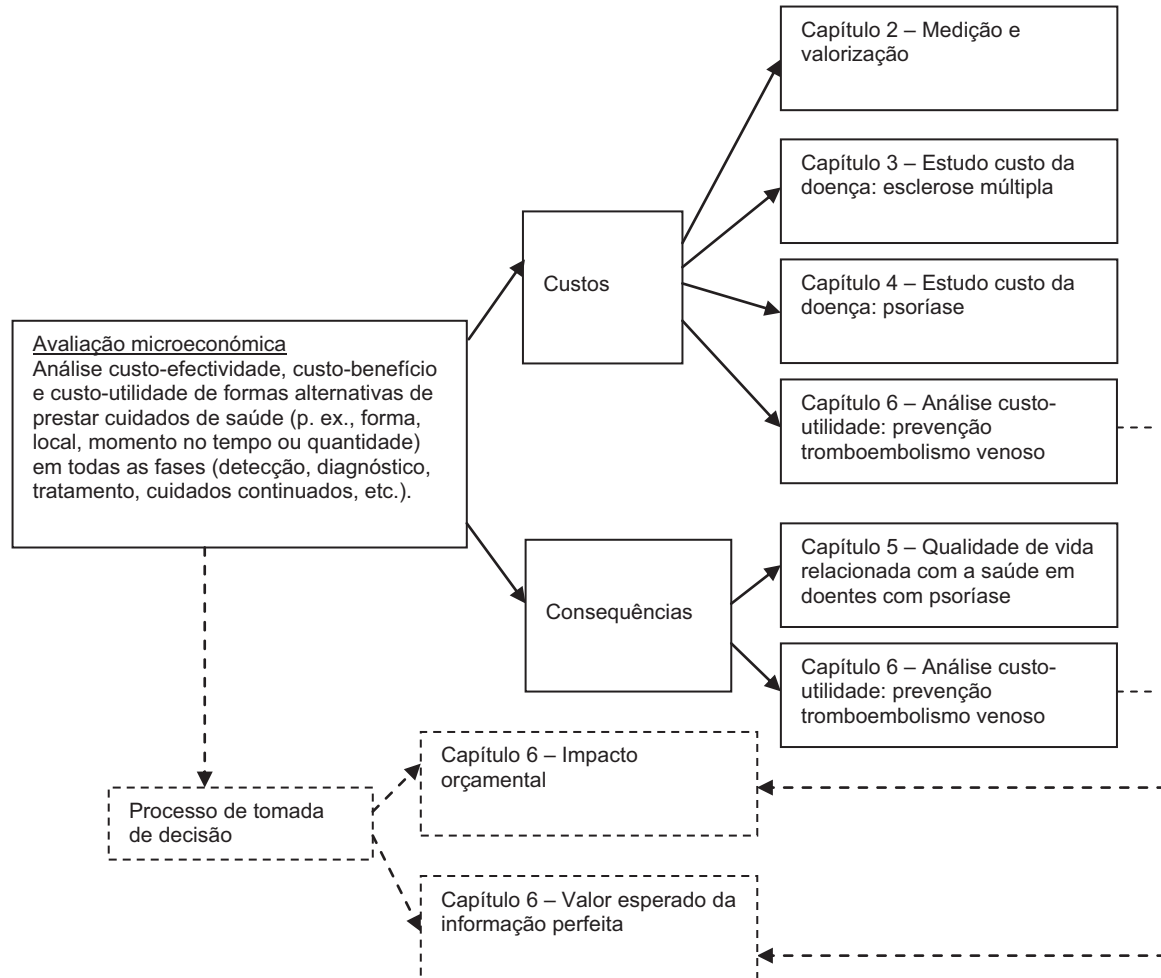 Capítulo 2 – Medição e
valorização
Capítulo 3 – Estudo custo da
doença: esclerose múltipla
Custos
Capítulo 4 – Estudo custo da
doença: psoríase
Avaliação microeconómica
Análise custo-efectividade, custo-benefício
e custo-utilidade de formas alternativas de
prestar cuidados de saúde (p. ex., forma,
local, momento no tempo ou quantidade)
em todas as fases (detecção, diagnóstico,
tratamento, cuidados continuados, etc.).
Capítulo 6 – Análise custo-
utilidade: prevenção
tromboembolismo venoso
Consequências
Capítulo 5 – Qualidade de vida
relacionada com a saúde em
doentes com psoríase
Capítulo 6 – Análise custo-
utilidade: prevenção
tromboembolismo venoso
Processo de tomada
de decisão
Capítulo 6 – Impacto
orçamental
Capítulo 6 – Valor esperado da
informação perfeita